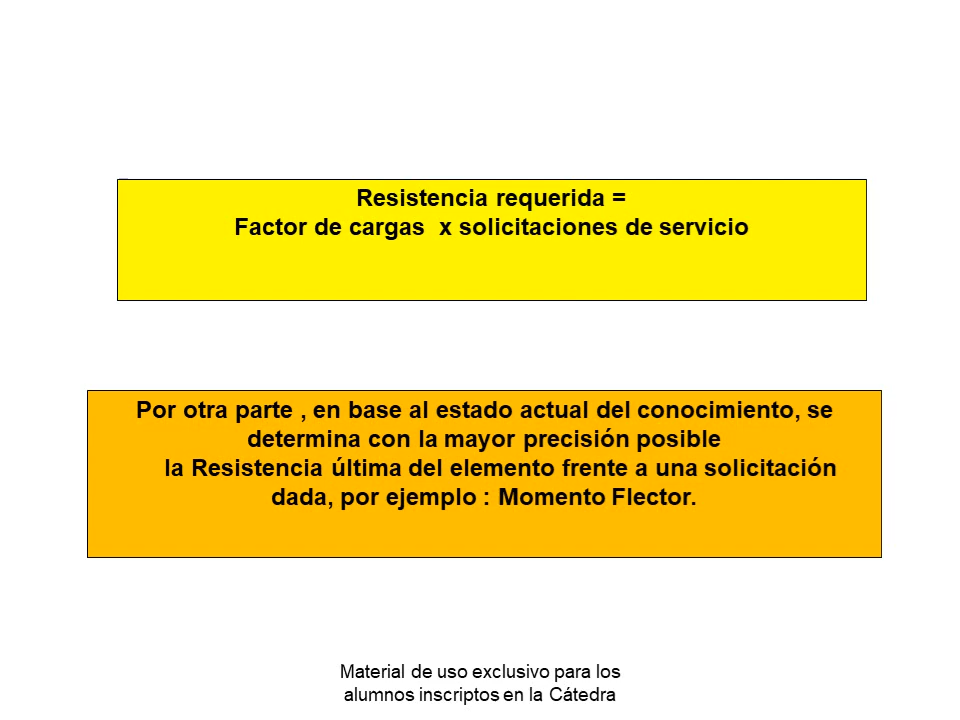 Resistencia requerida =
Factor de cargas  x solicitaciones de servicio
Por otra parte , en base al estado actual del conocimiento, se
determina con la mayor precisión posible
la Resistencia última del elemento frente a una solicitación
dada, por ejemplo : Momento Flector.
Material de uso exclusivo para los
alumnos inscriptos en la Cátedra